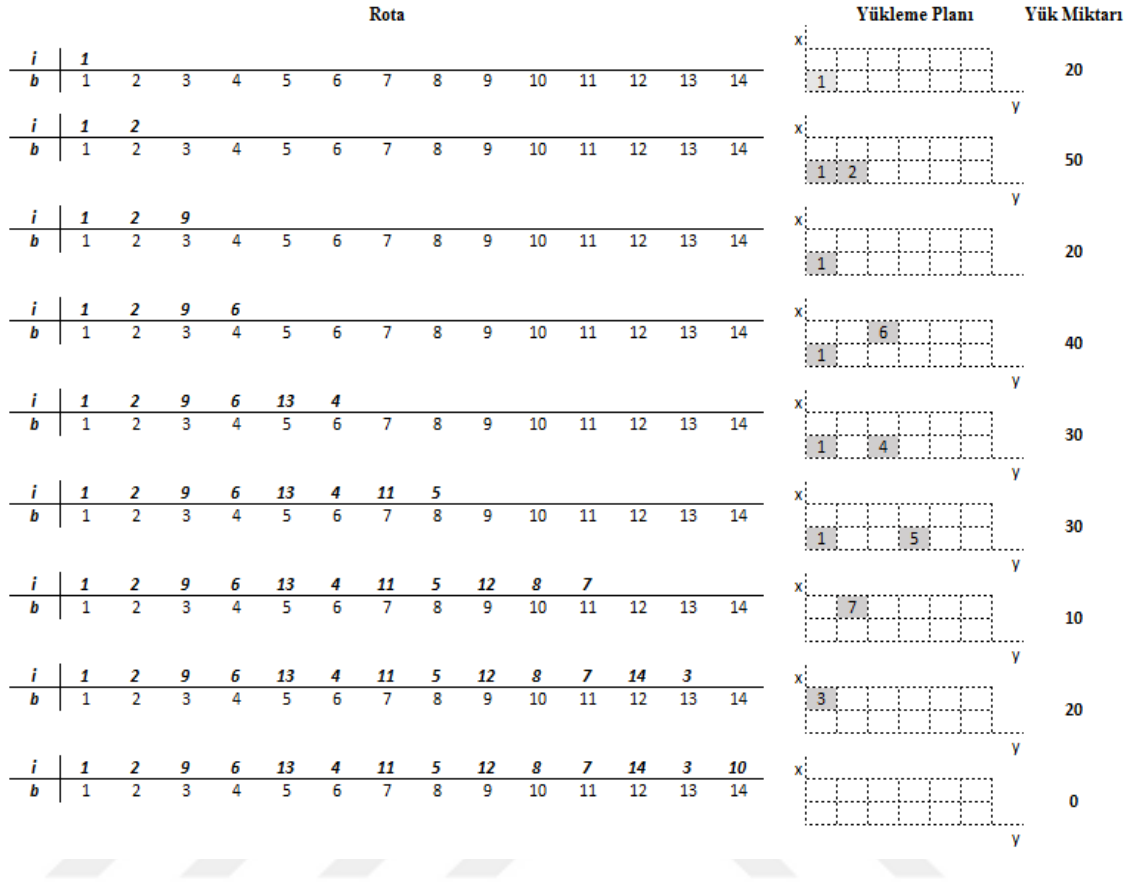 Rota Yükleme Planı Yük Miktarı
x
i 1
b 1 2 3 4 5 6 7 8 9 10 11 12 13 14
1
20
y
x
i 1 2
b 1 2 3 4 5 6 7 8 9 10 11 12 13 14
1 2
50
y
x
i 1 2 9
b 1 2 3 4 5 6 7 8 9 10 11 12 13 14
1
20
y
x
i 1 2 9 6
b 1 2 3 4 5 6 7 8 9 10 11 12 13 14
6
1
40
y
x
i 1 2 9 6 13 4
b 1 2 3 4 5 6 7 8 9 10 11 12 13 14
1 4
30
y
x
i 1 2 9 6 13 4 11 5
b 1 2 3 4 5 6 7 8 9 10 11 12 13 14
1 5
30
y
x
i 1 2 9 6 13 4 11 5 12 8 7
b 1 2 3 4 5 6 7 8 9 10 11 12 13 14
7
10
y
x
i 1 2 9 6 13 4 11 5 12 8 7 14 3
b 1 2 3 4 5 6 7 8 9 10 11 12 13 14
3
20
y
x
i 1 2 9 6 13 4 11 5 12 8 7 14 3 10
b 1 2 3 4 5 6 7 8 9 10 11 12 13 14
0
y